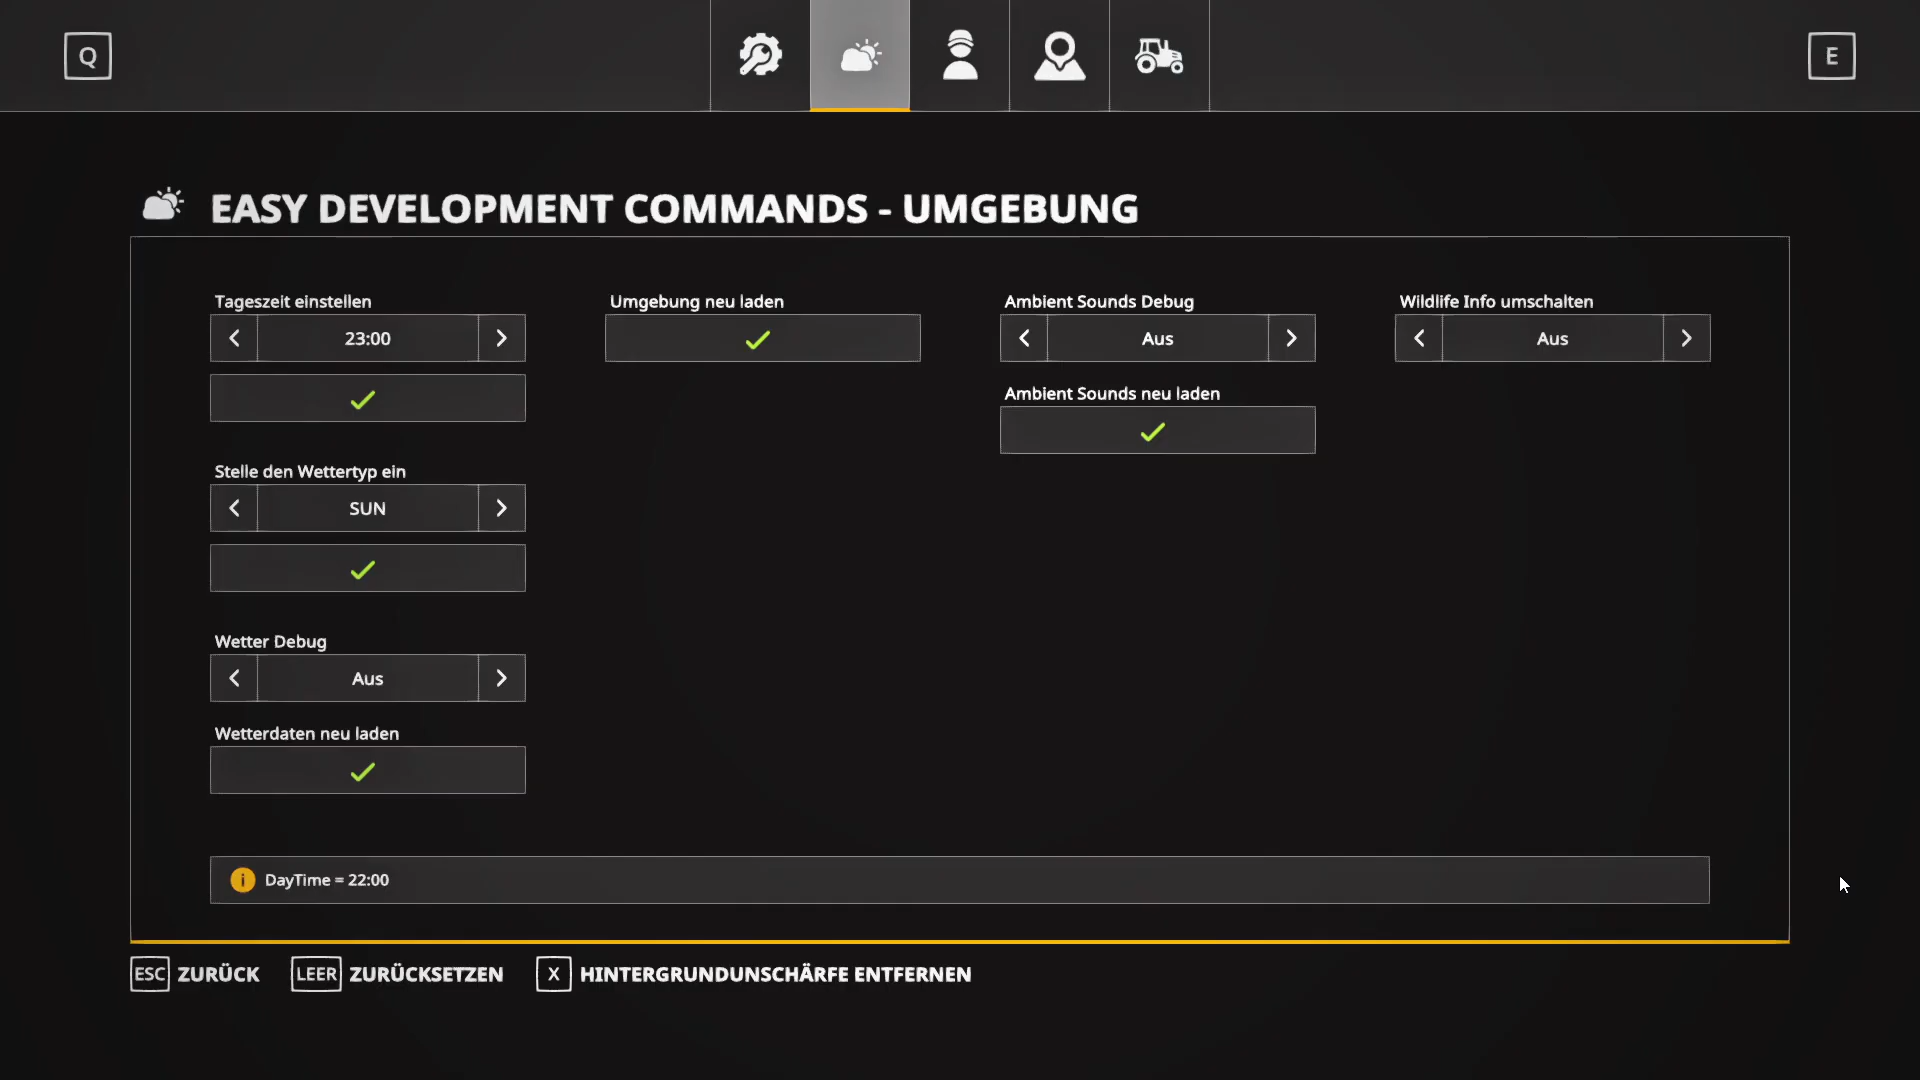 Q
E
EASY DEVELOPMENT COMMANDS - UMGEBUNG
Tageszeit einstellen
23:00
Stelle den Wettertyp ein
SUN
Wetter Debug
Aus
Wetterdaten neu laden
Umgebung neu laden
Ambient Sounds Debug
Aus
Ambient Sounds neu laden
Wildlife Info umschalten
Aus
DayTime = 22:00
ESC ZURÜCK LEER ZURÜCKSETZEN X HINTERGRUNDUNSCHÄRFE ENTFERNEN